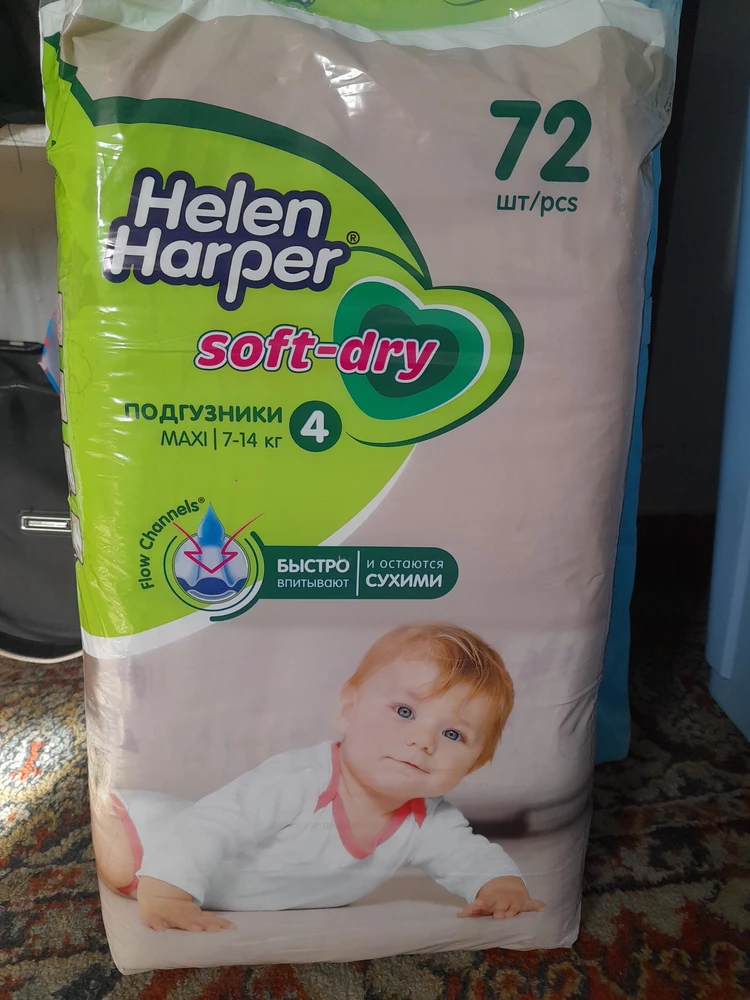 72
шт/pcs
Helen
Harper®
soft-dry
ПОДГУЗНИКИ
MAXI | 7-14 кг
4
Flow Channels®
БЫСТРО
ВПИТЫВАЮТ
И ОСТАЮТСЯ
СУХИМИ